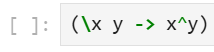 [ ]: (\x y -> x^y)